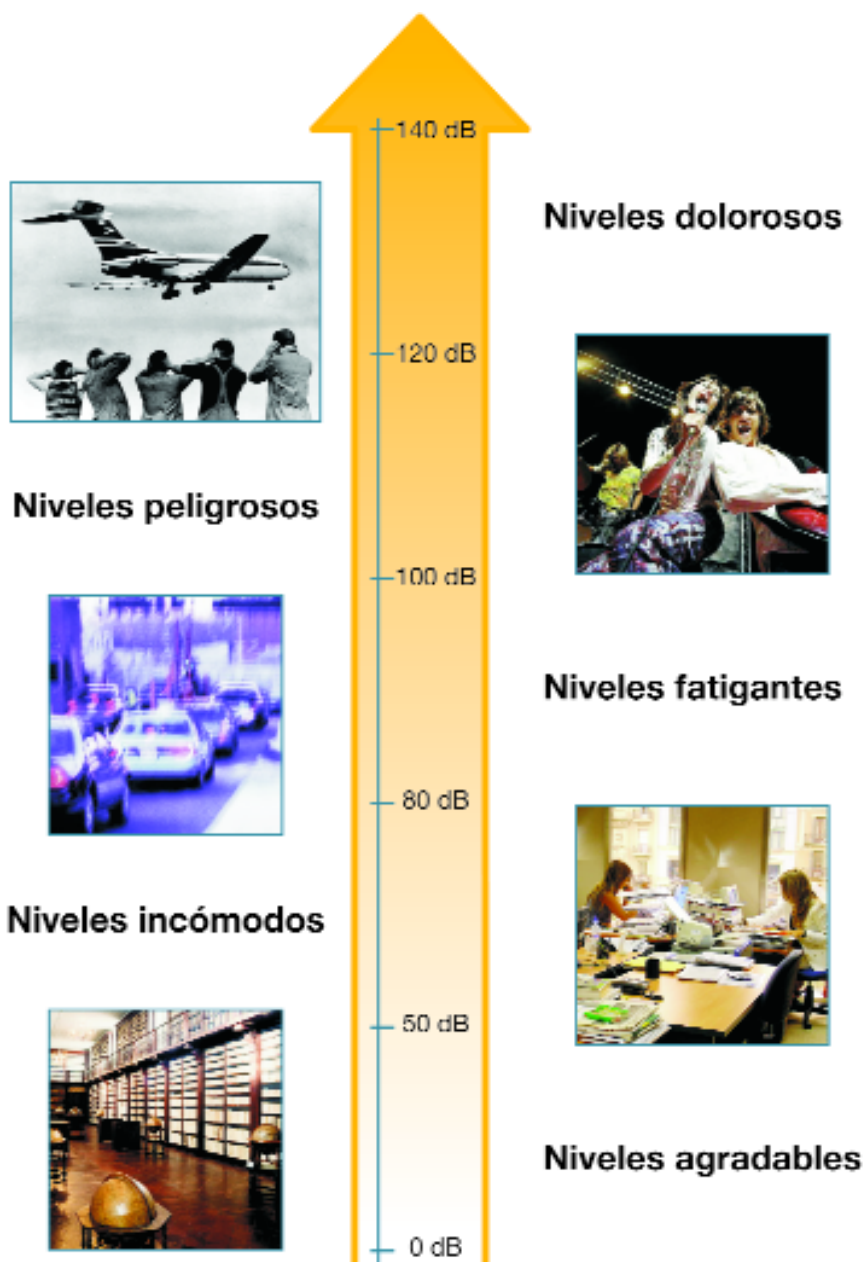 140 dB
Niveles dolorosos
120 dB
Niveles peligrosos
100 dB
Niveles fatigantes
80 dB
Niveles incómodos
50 dB
Niveles agradables
0 dB